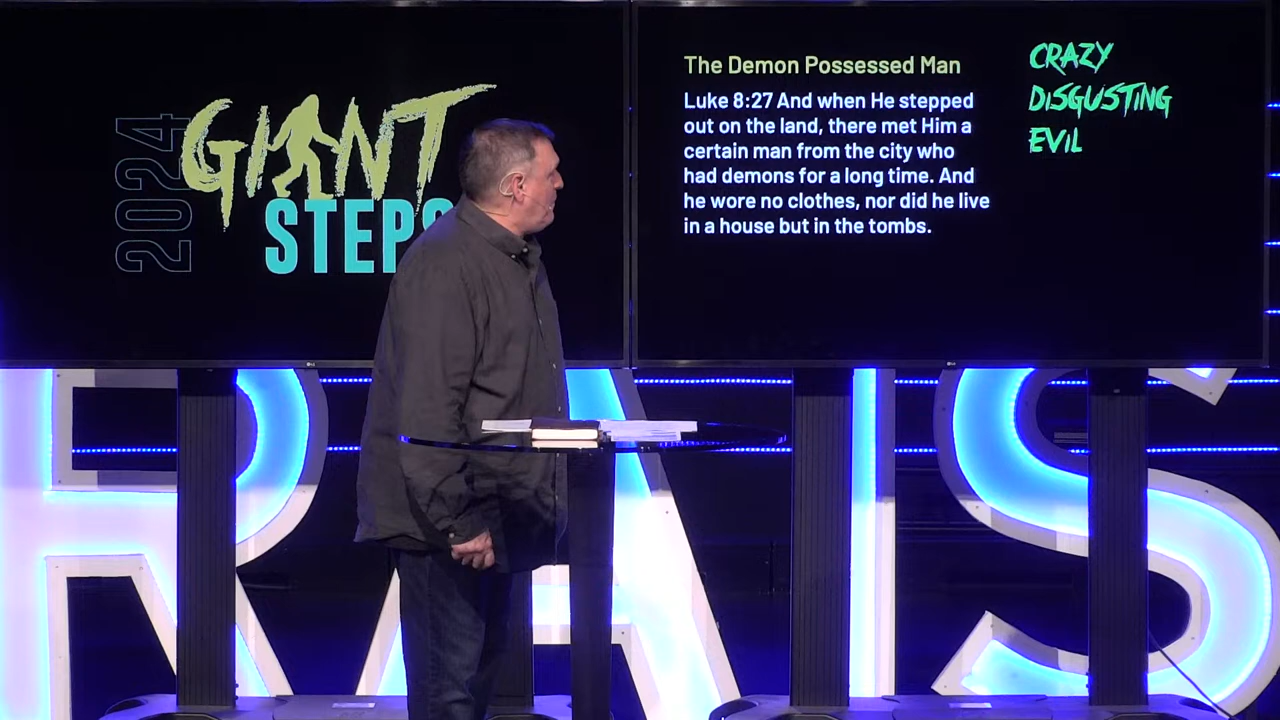 2024
GIANT
STEPS
The Demon Possessed Man
Luke 8:27 And when He stepped
out on the land, there met Him a
certain man from the city who
had demons for a long time. And
he wore no clothes, nor did he live
in a house but in the tombs.
CRAZY
DISGUSTING
EVIL
RAIS